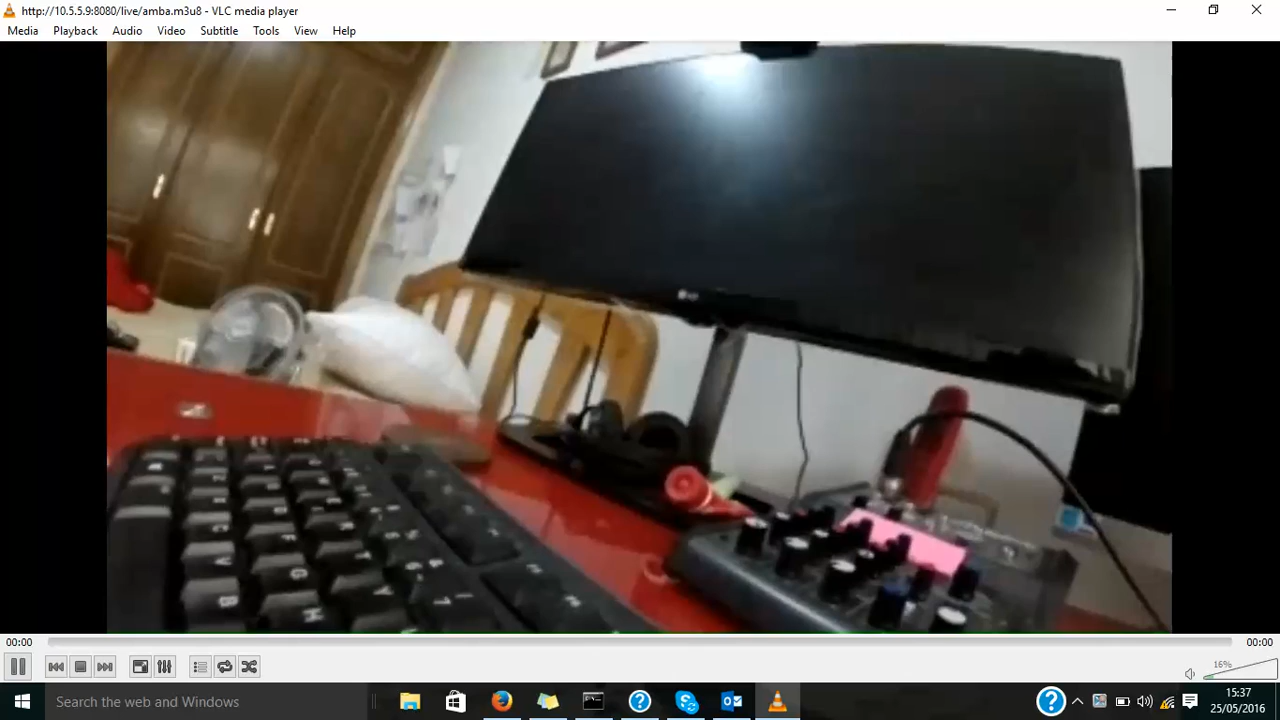 http://10.5.5.9:8080/live/amba.m3u8 - VLC media player
Media Playback Audio Video Subtitle Tools View Help
LG
00:00 00:00
16%
Search the web and Windows
15:37
25/05/2016